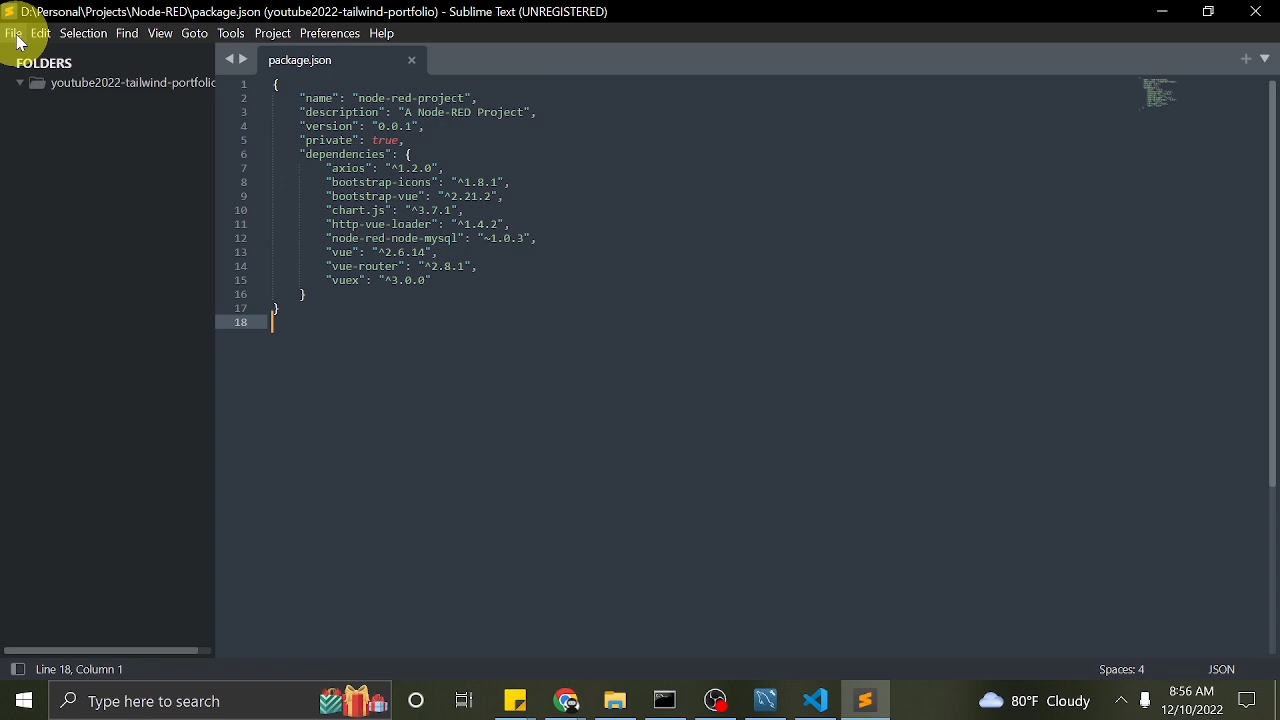 D:\Personal\Projects\Node-RED\package.json (youtube2022-tailwind-portfolio) - Sublime Text (UNREGISTERED)
File Edit Selection Find View Goto Tools Project Preferences Help
FOLDERS
youtube2022-tailwind-portfolio
package.json
1 {
2 "name": "node-red-project",
3 "description": "A Node-RED Project",
4 "version": "0.0.1",
5 "private": true,
6 "dependencies": {
7 "axios": "^1.2.0",
8 "bootstrap-icons": "^1.8.1",
9 "bootstrap-vue": "^2.21.2",
10 "chart.js": "^3.7.1",
11 "http-vue-loader": "^1.4.2",
12 "node-red-node-mysql": "~1.0.3",
13 "vue": "^2.6.14",
14 "vue-router": "^2.8.1",
15 "vuex": "^3.0.0"
16 }
17 }
18
Line 18, Column 1
Spaces: 4
JSON
Type here to search
80°F Cloudy
8:56 AM
12/10/2022